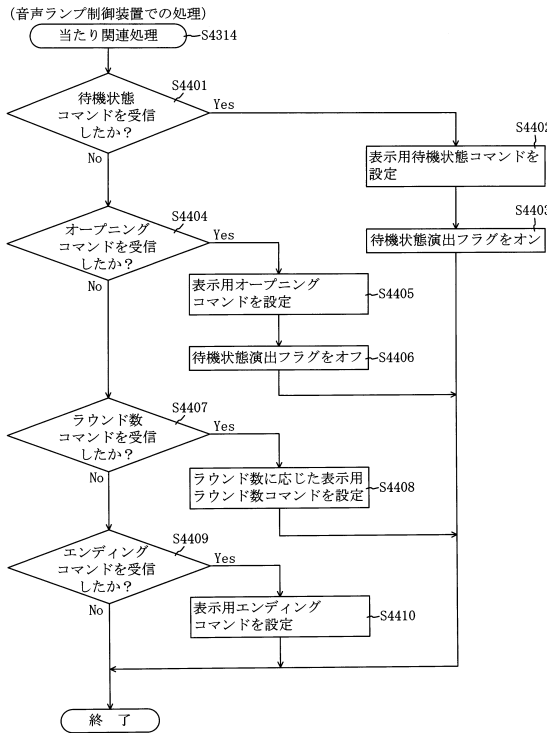 （音声ランプ制御装置での処理）
当たり関連処理
S4314
S4401
待機状態
コマンドを受信
したか？
Yes
No
S4402
表示用待機状態コマンドを
設定
S4403
待機状態演出フラグをオン
S4404
オープニング
コマンドを受信
したか？
Yes
No
表示用オープニング
コマンドを設定
S4405
待機状態演出フラグをオフ
S4406
S4407
ラウンド数
コマンドを受信
したか？
Yes
No
ラウンド数に応じた表示用
ラウンド数コマンドを設定
S4408
S4409
エンディング
コマンドを受信
したか？
Yes
No
表示用エンディング
コマンドを設定
S4410
終 了